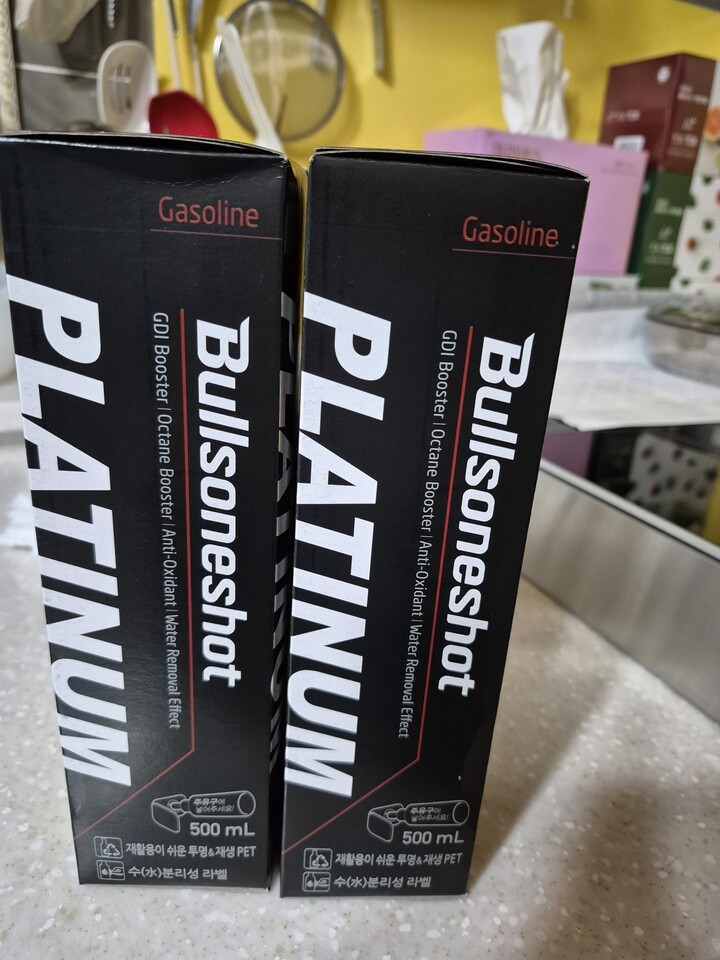 Gasoline
Bullsoneshot
GDI Booster | Octane Booster | Anti-Oxidant | Water Removal Effect
PLATINUM
주유구에
넣어주세요!
500 mL
재활용이 쉬운 투명&재생 PET
수(水)분리성 라벨
Gasoline
Bullsoneshot
GDI Booster | Octane Booster | Anti-Oxidant | Water Removal Effect
PLATINUM
주유구에
넣어주세요!
500 mL
재활용이 쉬운 투명&재생 PET
수(水)분리성 라벨